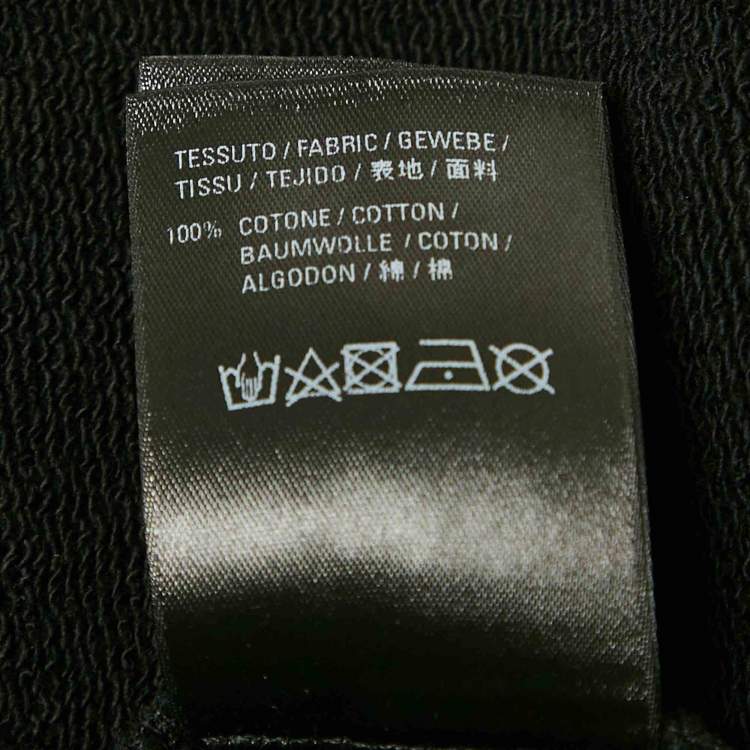 TESSUTO / FABRIC / GEWEBE /
TISSU / TEJIDO / 表地 / 面料
100% COTONE / COTTON /
BAUMWOLLE / COTON /
ALGODON / 綿 / 棉